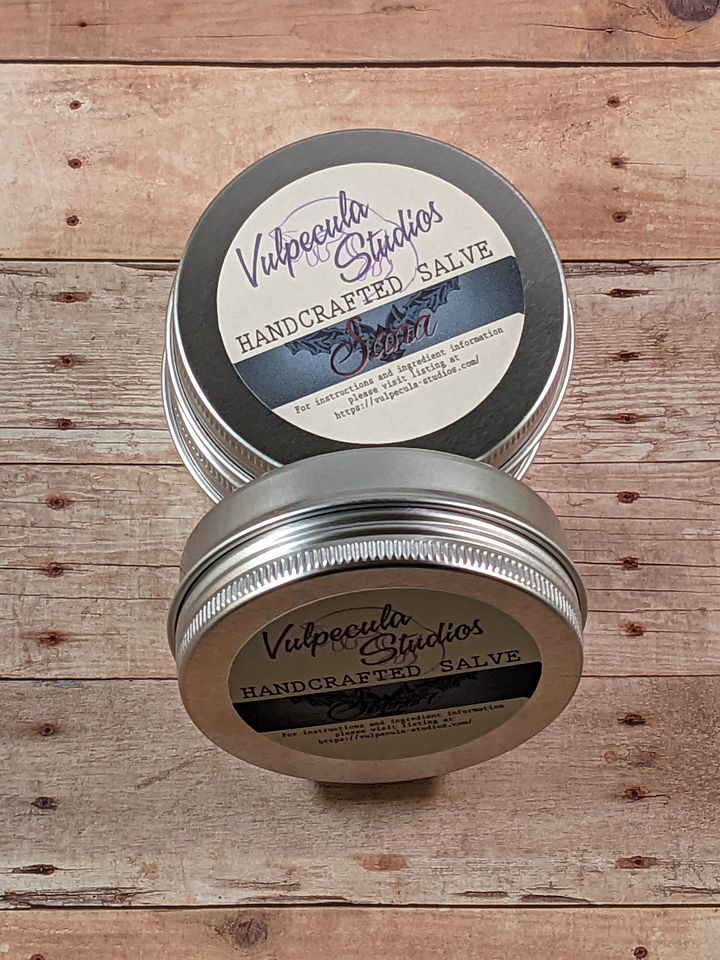 Vulpecula
Studios
HANDCRAFTED SALVE
Sana
For instructions and ingredient information
please visit listing at
https://vulpecula-studios.com/
Vulpecula
Studios
HANDCRAFTED SALVE
For instructions and ingredient information
please visit listing at
https://vulpecula-studios.com/